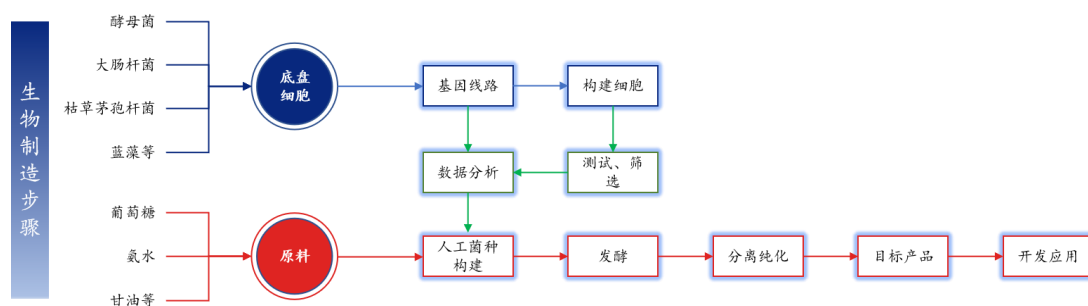 生物制造步骤
酵母菌
大肠杆菌
枯草茅孢杆菌
蓝藻等
底盘
细胞
基因线路
构建细胞
数据分析
测试、筛
选
葡萄糖
氨水
甘油等
原料
人工菌种
构建
发酵
分离纯化
目标产品
开发应用